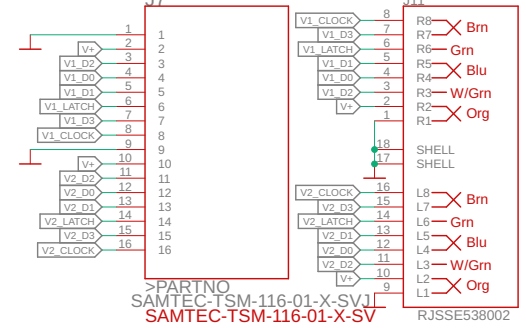 J7
1 1
V+ 2 2
V1_D2 3 3
V1_D0 4 4
V1_D1 5 5
V1_LATCH 6 6
V1_D3 7 7
V1_CLOCK 8 8
9 9
V+ 10 10
V2_D2 11 11
V2_D0 12 12
V2_D1 13 13
V2_LATCH 14 14
V2_D3 15 15
V2_CLOCK 16 16
>PARTNO
SAMTEC-TSM-116-01-X-SVJ
SAMTEC-TSM-116-01-X-SV
J11
V1_CLOCK 8 R8
Brn
V1_D3 7 R7
V1_LATCH 6 R6 Grn
V1_D1 5 R5
Blu
V1_D0 4 R4
V1_D2 3 R3 W/Grn
V+ 2 R2
Org
1 R1
18 SHELL
17 SHELL
V2_CLOCK 16 L8
Brn
V2_D3 15 L7
V2_LATCH 14 L6 Grn
V2_D1 13 L5
Blu
V2_D0 12 L4
V2_D2 11 L3 W/Grn
V+ 10 L2
Org
9 L1
RJSSE538002